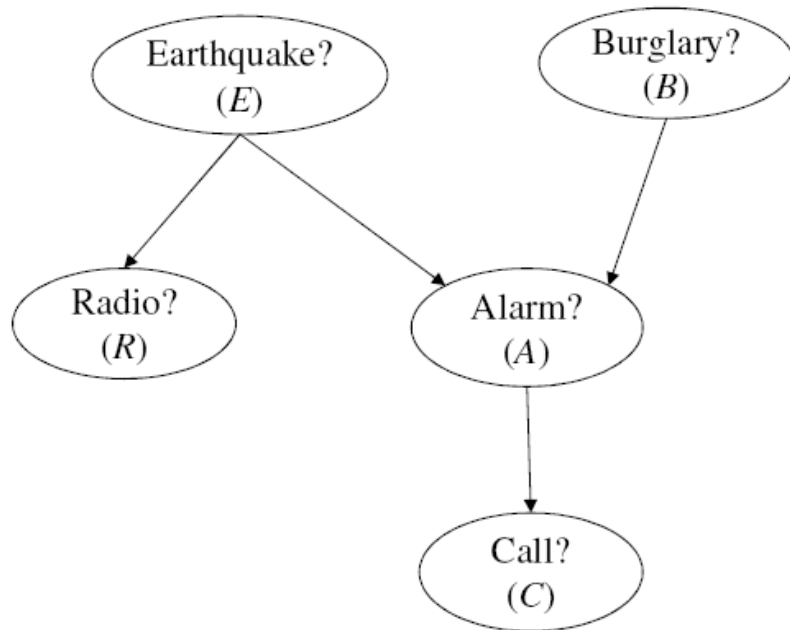 Earthquake?
(E)
Burglary?
(B)
Radio?
(R)
Alarm?
(A)
Call?
(C)